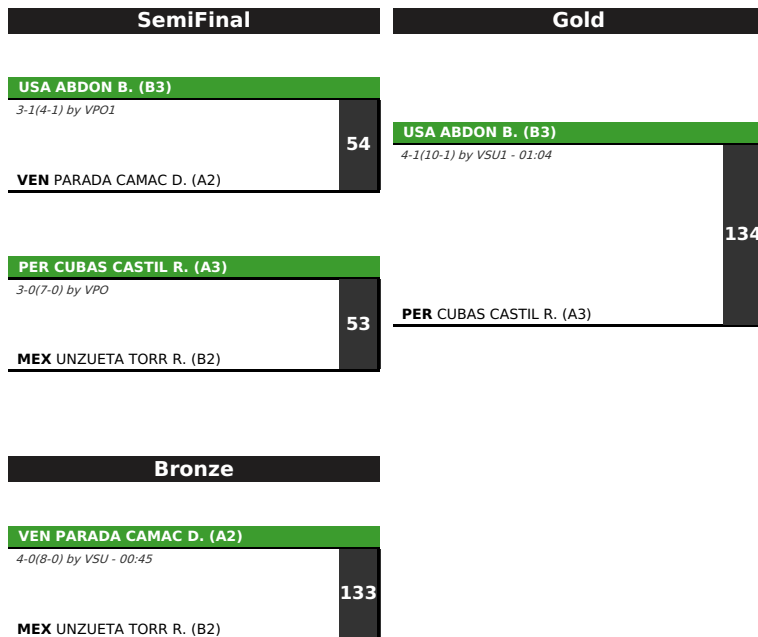 SemiFinal
USA ABDON B. (B3)
3-1(4-1) by VPO1
54
VEN PARADA CAMAC D. (A2)
PER CUBAS CASTIL R. (A3)
3-0(7-0) by VPO
53
MEX UNZUETA TORR R. (B2)
Gold
USA ABDON B. (B3)
4-1(10-1) by VSU1 - 01:04
134
PER CUBAS CASTIL R. (A3)
Bronze
VEN PARADA CAMAC D. (A2)
4-0(8-0) by VSU - 00:45
133
MEX UNZUETA TORR R. (B2)